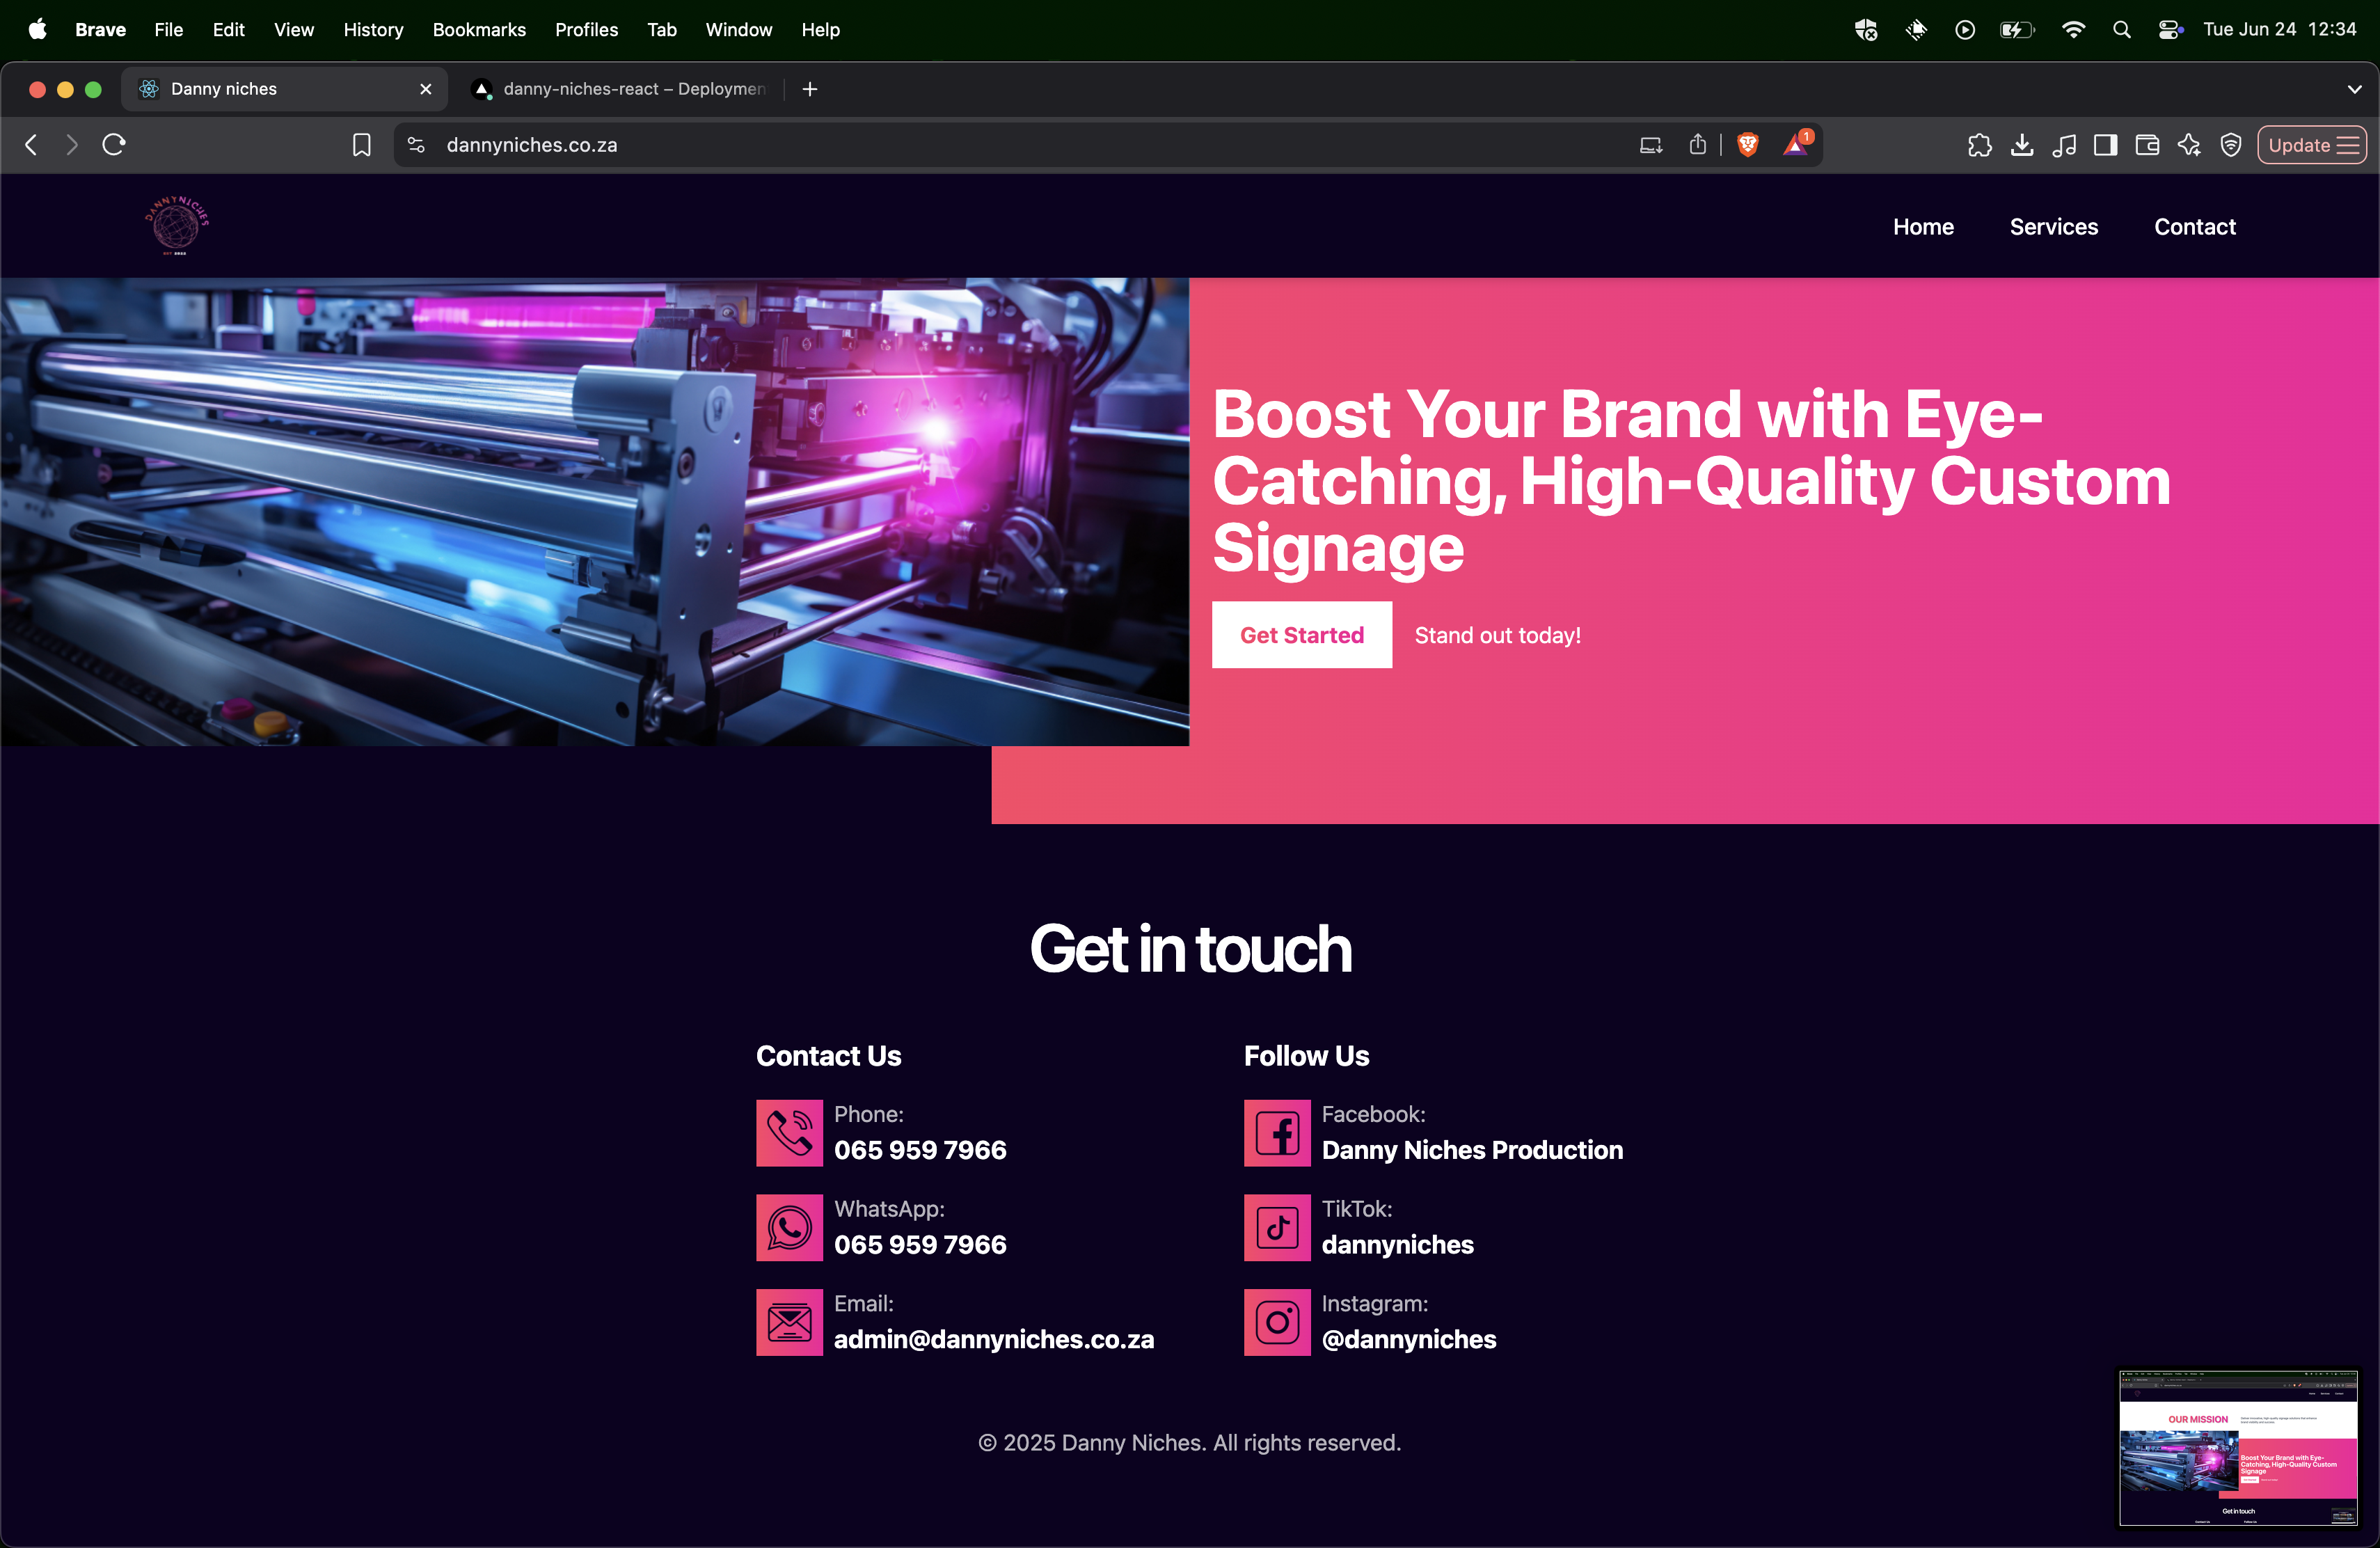 Brave File Edit View History Bookmarks Profiles Tab Window Help
Tue Jun 24 12:34
Danny niches
danny-niches-react – Deploymen
dannyniches.co.za
1
Update
DANNYNICHES
Home Services Contact
Boost Your Brand with Eye-
Catching, High-Quality Custom
Signage
Get Started
Stand out today!
Get in touch
Contact Us
Phone:
065 959 7966
WhatsApp:
065 959 7966
Email:
admin@dannyniches.co.za
Follow Us
Facebook:
Danny Niches Production
TikTok:
dannyniches
Instagram:
@dannyniches
© 2025 Danny Niches. All rights reserved.
OUR MISSION
Boost Your Brand with Eye-
Catching, High-Quality Custom
Signage
Get in touch